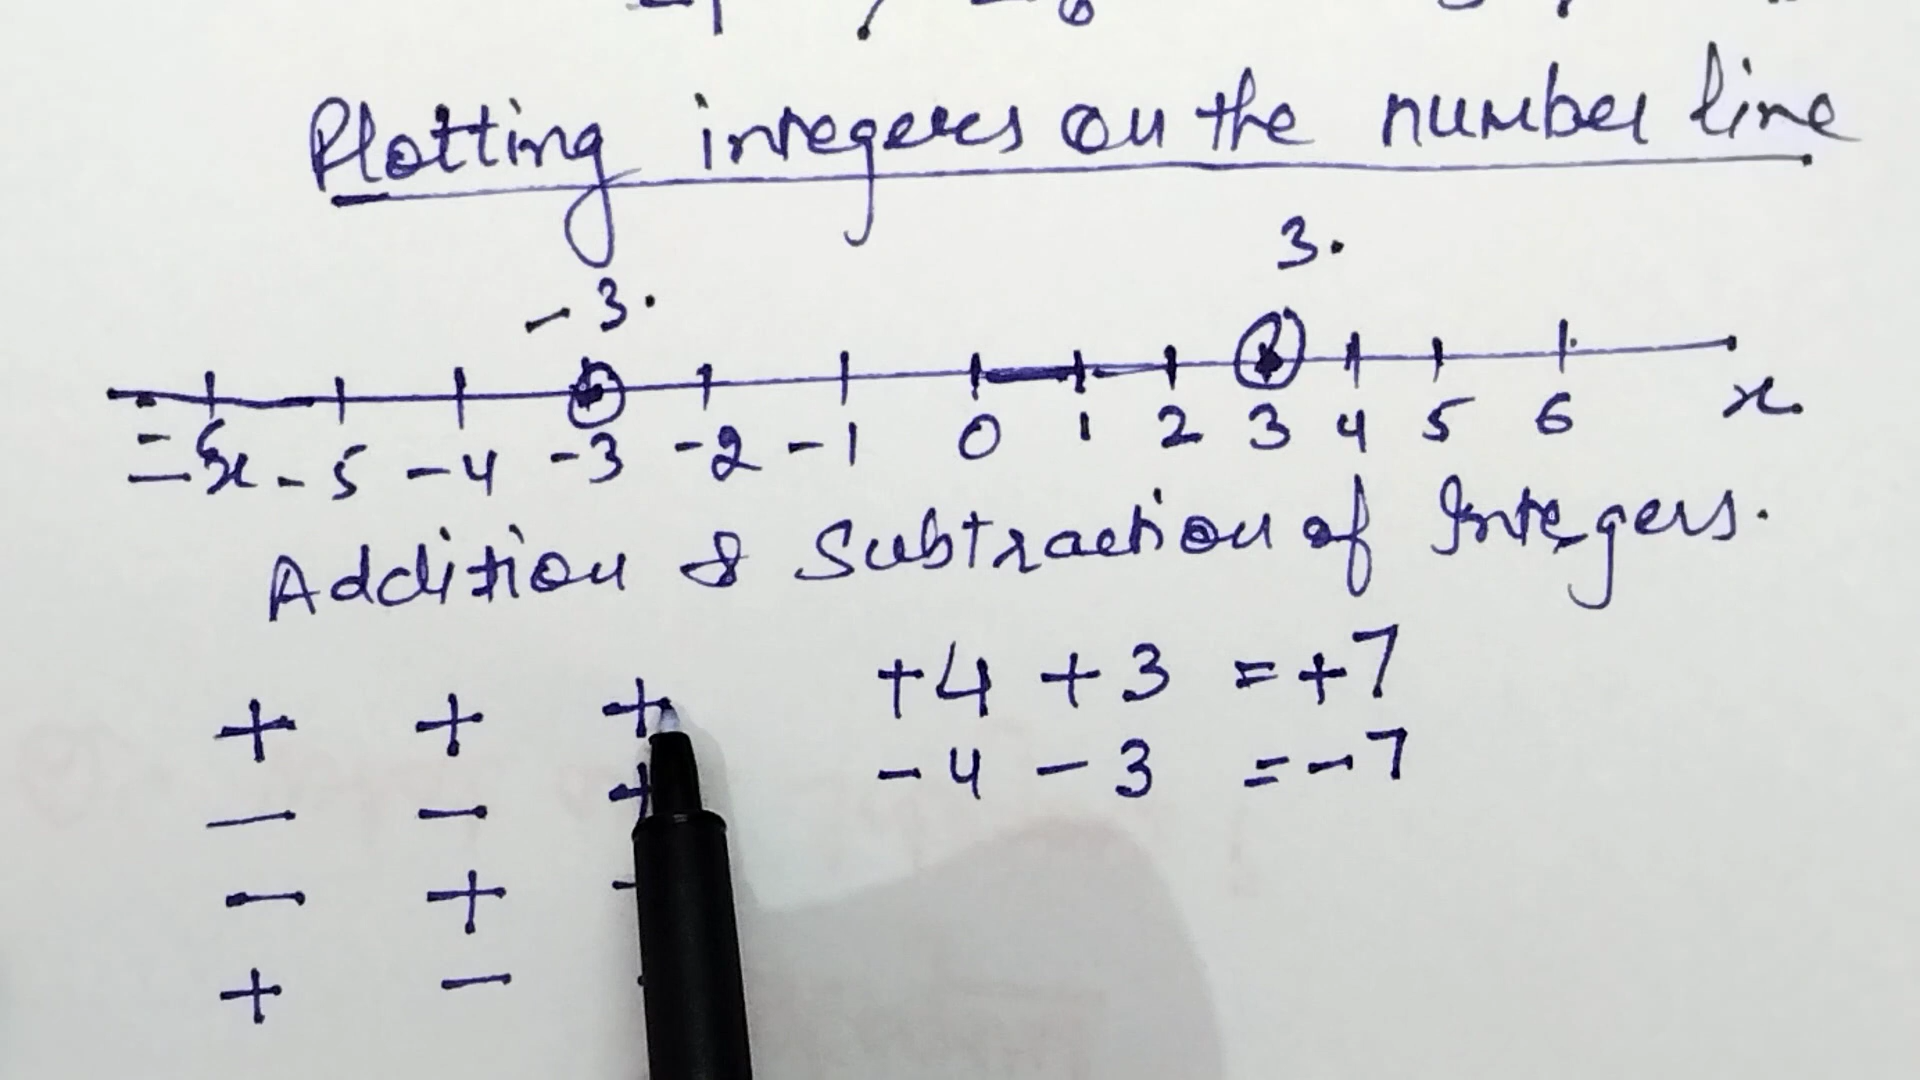 Plotting integers on the number line
3.
-3.
-5 -4 -3 -2 -1 0 1 2 3 4 5 6 x
Addition & Subtraction of Integers.
+ + + +4 +3 = +7
- - + -4 -3 = -7
- + -
+ -